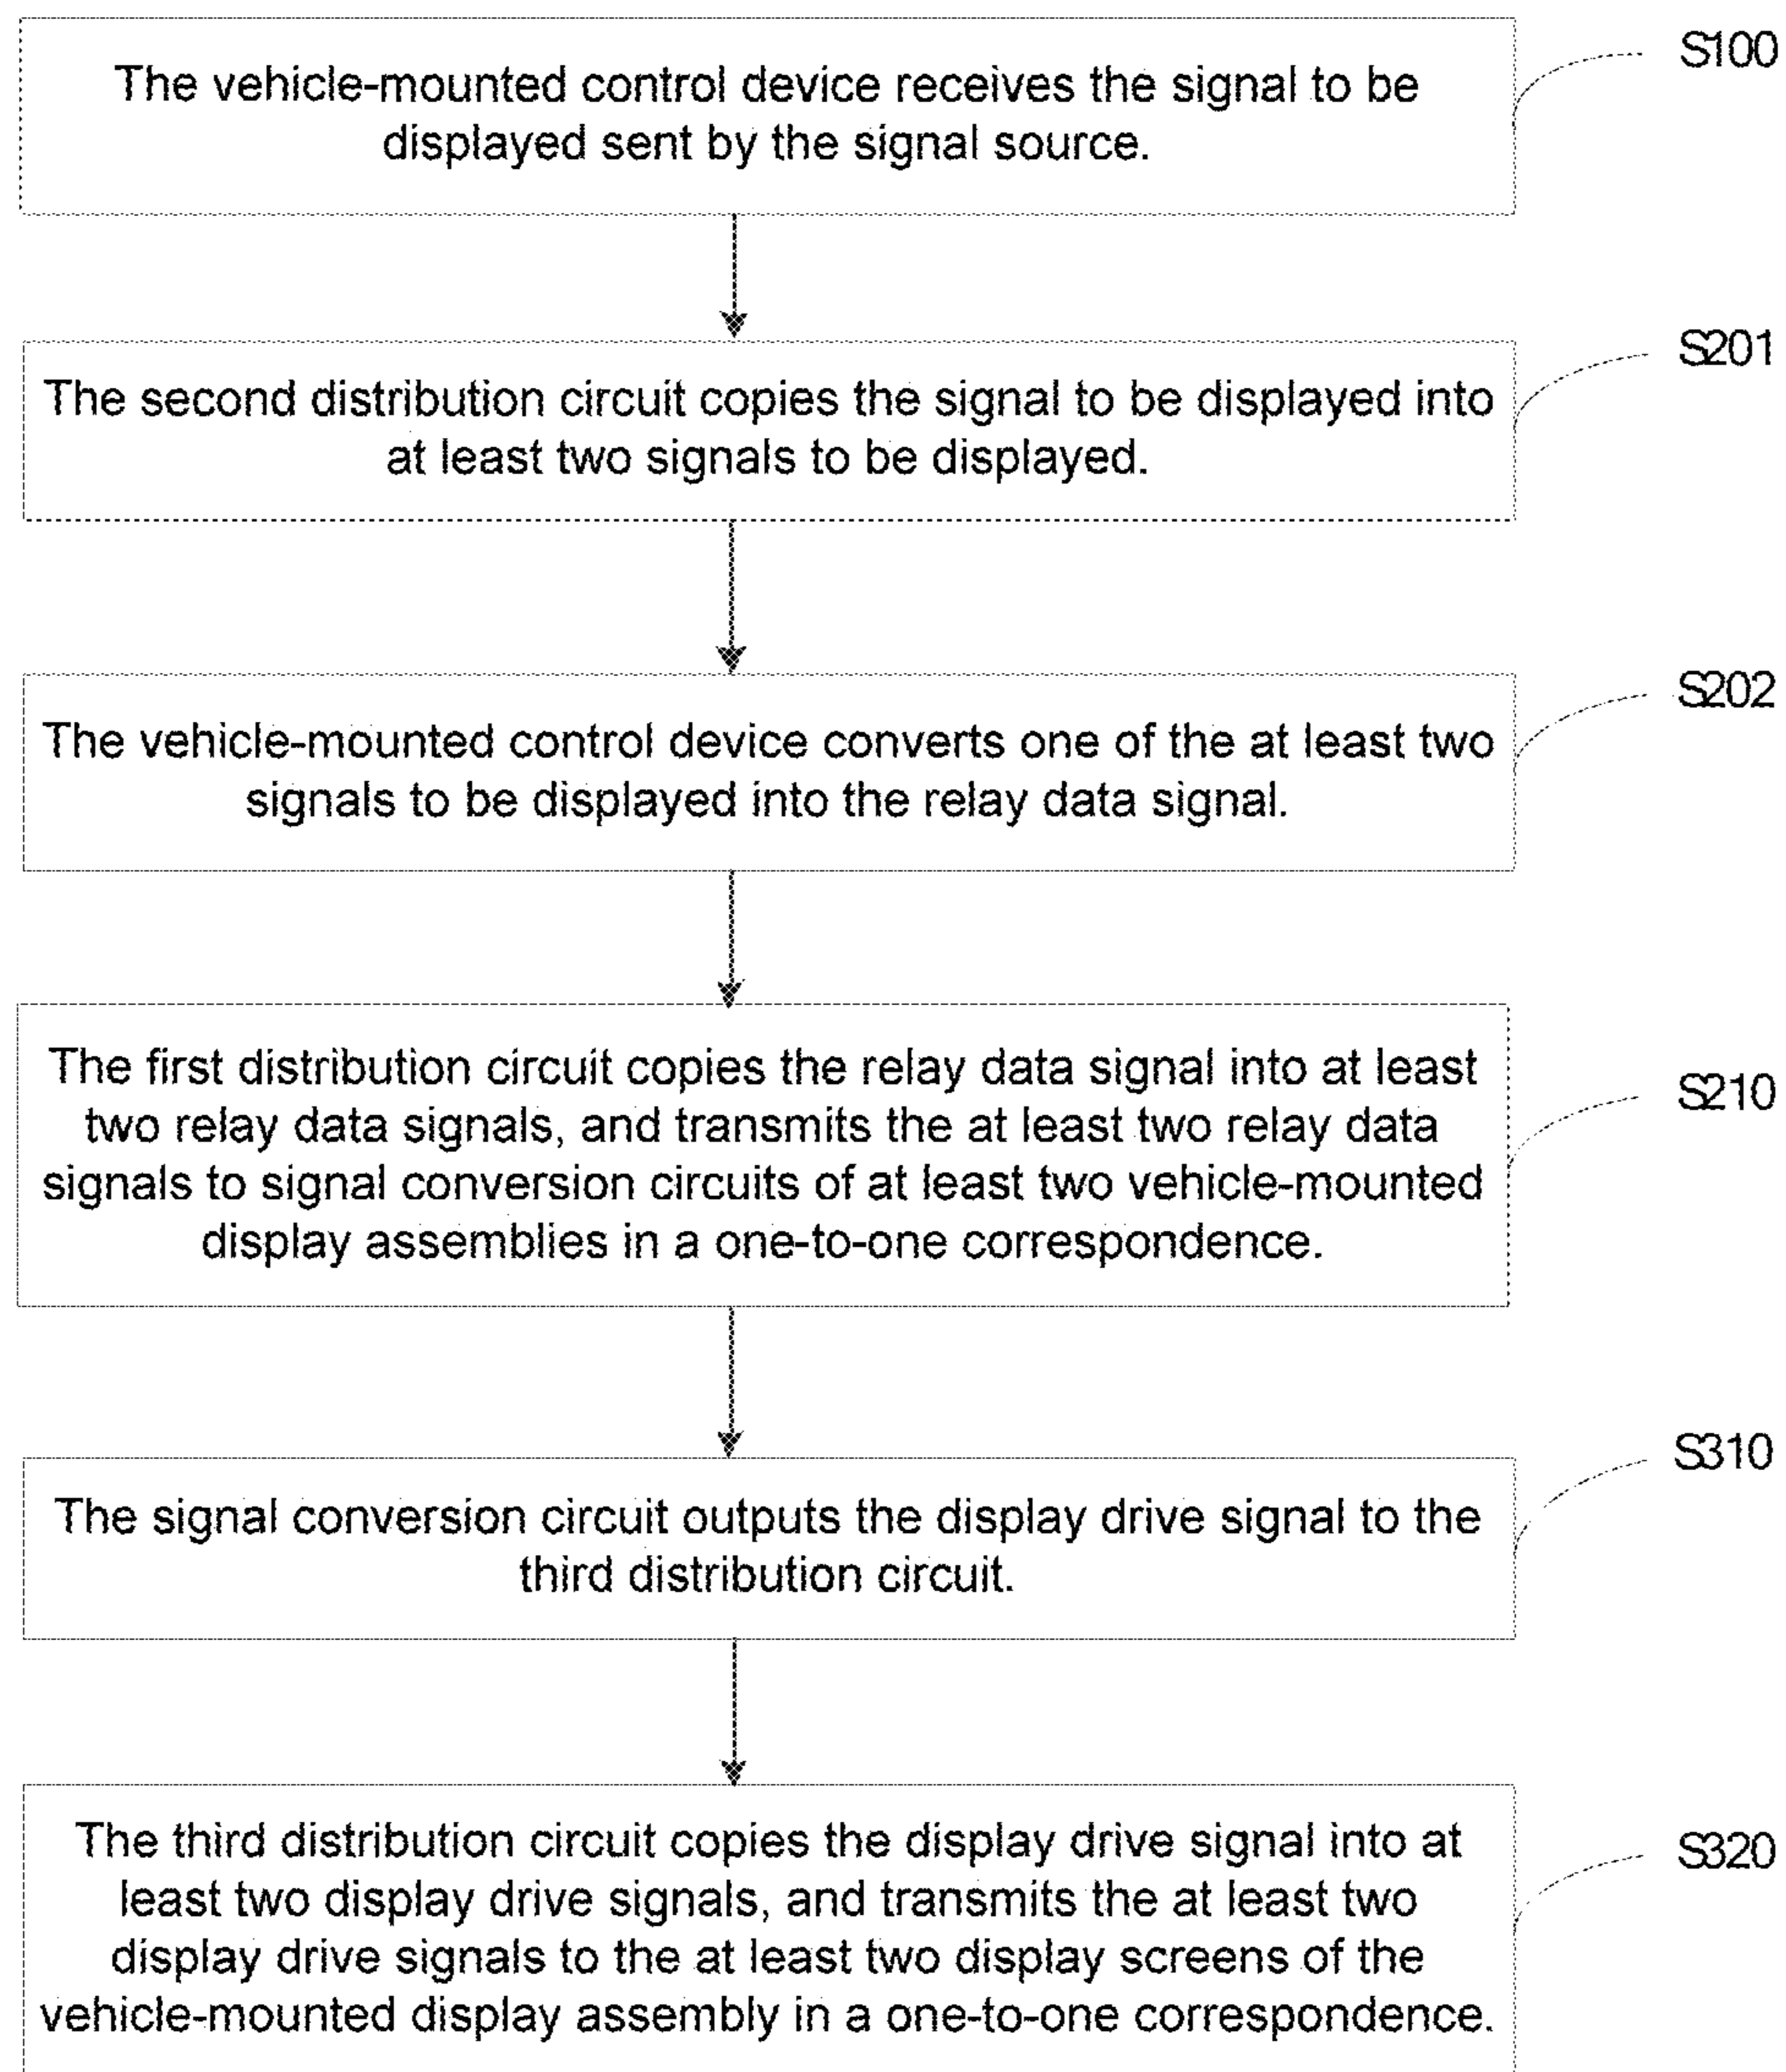 The vehicle-mounted control device receives the signal to be
displayed sent by the signal source.
S100
The second distribution circuit copies the signal to be displayed into
at least two signals to be displayed.
S201
The vehicle-mounted control device converts one of the at least two
signals to be displayed into the relay data signal.
S202
The first distribution circuit copies the relay data signal into at least
two relay data signals, and transmits the at least two relay data
signals to signal conversion circuits of at least two vehicle-mounted
display assemblies in a one-to-one correspondence.
S210
The signal conversion circuit outputs the display drive signal to the
third distribution circuit.
S310
The third distribution circuit copies the display drive signal into at
least two display drive signals, and transmits the at least two
display drive signals to the at least two display screens of the
vehicle-mounted display assembly in a one-to-one correspondence.
S320